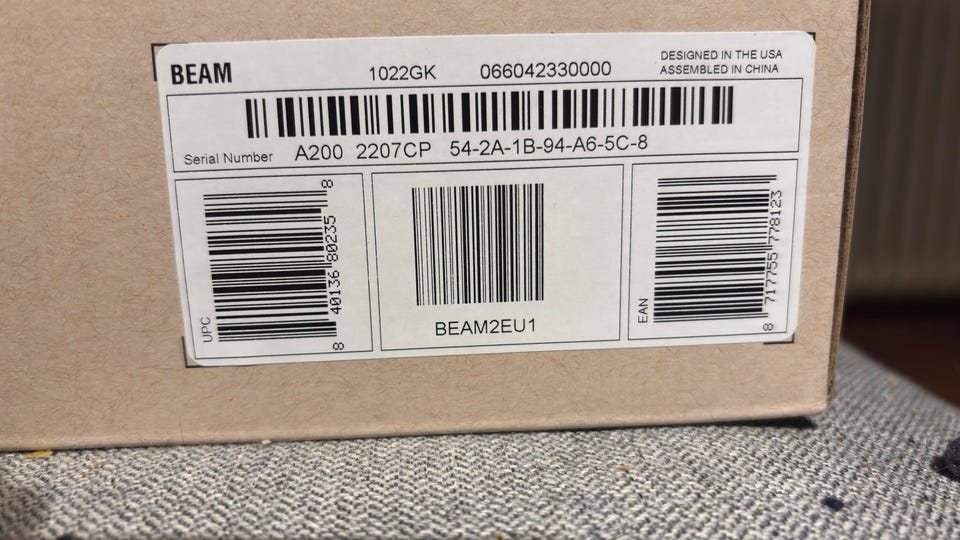 BEAM 1022GK 066042330000 DESIGNED IN THE USA
ASSEMBLED IN CHINA
Serial Number A200 2207CP 54-2A-1B-94-A6-5C-8
UPC
8 40136 80235 8
BEAM2EU1
EAN
8 717755 778123